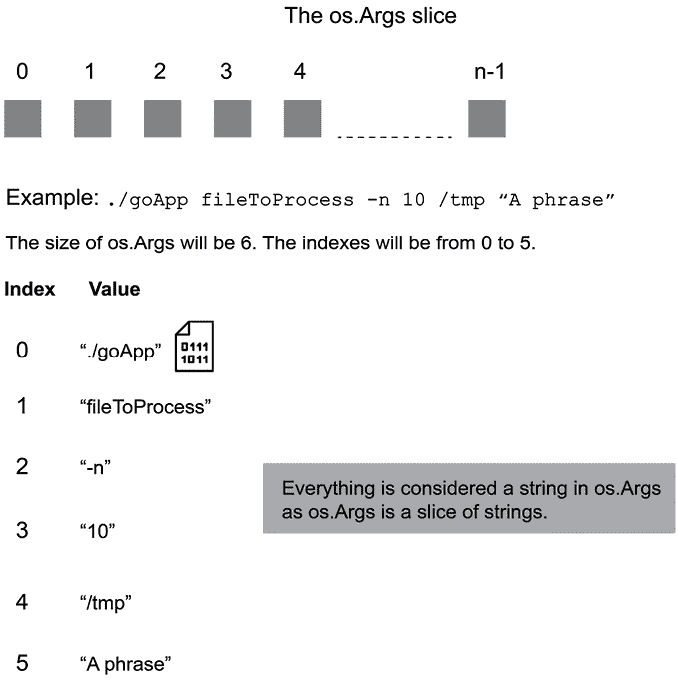 The os.Args slice
0 1 2 3 4 n-1
Example: ./goApp fileToProcess -n 10 /tmp “A phrase”
The size of os.Args will be 6. The indexes will be from 0 to 5.
Index Value
0 “./goApp”
0111
1011
1 “fileToProcess”
2 “-n”
Everything is considered a string in os.Args
as os.Args is a slice of strings.
3 “10”
4 “/tmp”
5 “A phrase”